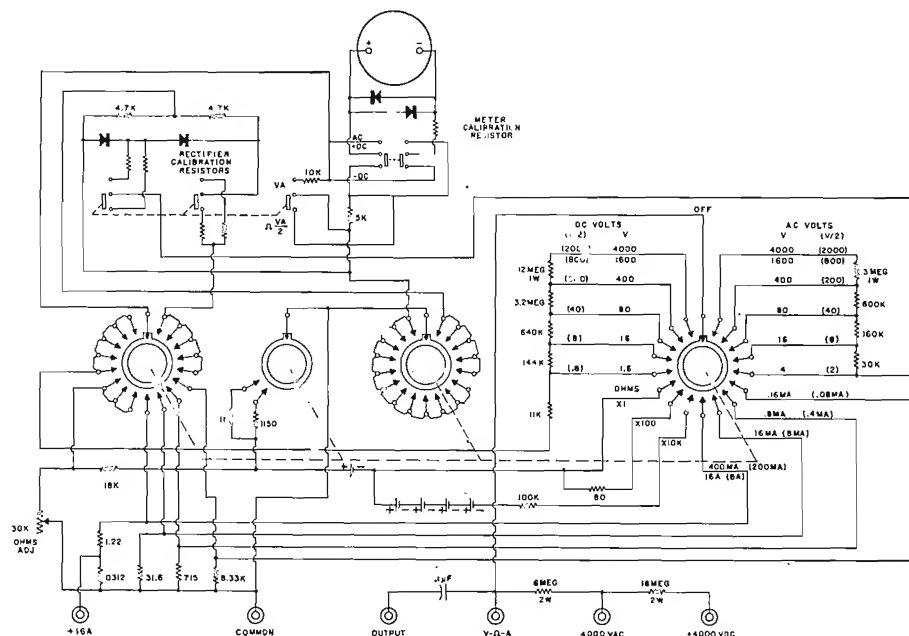 + -
4.7K 4.7K
METER
CALIBRATION
RESISTOR
RECTIFIER
CALIBRATION
RESISTORS
AC
+DC
-DC
10K
VA
Ω VA/2
5K
OFF
DC VOLTS
V
AC VOLTS
V (V/2)
4000
4000 (2000)
(800) 1600
1600 (800)
12MEG
1W
3MEG
1W
400
400 (200)
3.2MEG
600K
(40) 80
80 (40)
640K
160K
(8) 16
16 (8)
144K
30K
(.8) 1.6
4 (2)
OHMS
X1
.16MA (.08MA)
11K
X100
.8MA (.4MA)
1150
X10K
16MA (8MA)
400MA (200MA)
16A (8A)
18K
80
100K
30K
OHMS
ADJ
1.22
.0312
31.6
715
8.33K
.1µF
6MEG
2W
18MEG
2W
+16A
COMMON
OUTPUT
V-Ω-A
4000 VAC
+4000 VDC